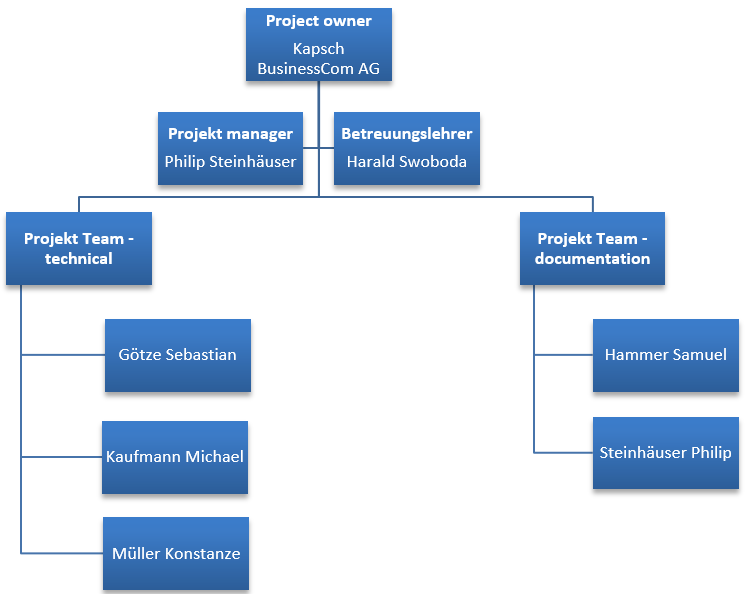 Project owner
Kapsch
BusinessCom AG
Projekt manager
Philip Steinhäuser
Betreuungslehrer
Harald Swoboda
Projekt Team -
technical
Projekt Team -
documentation
Götze Sebastian
Kaufmann Michael
Müller Konstanze
Hammer Samuel
Steinhäuser Philip